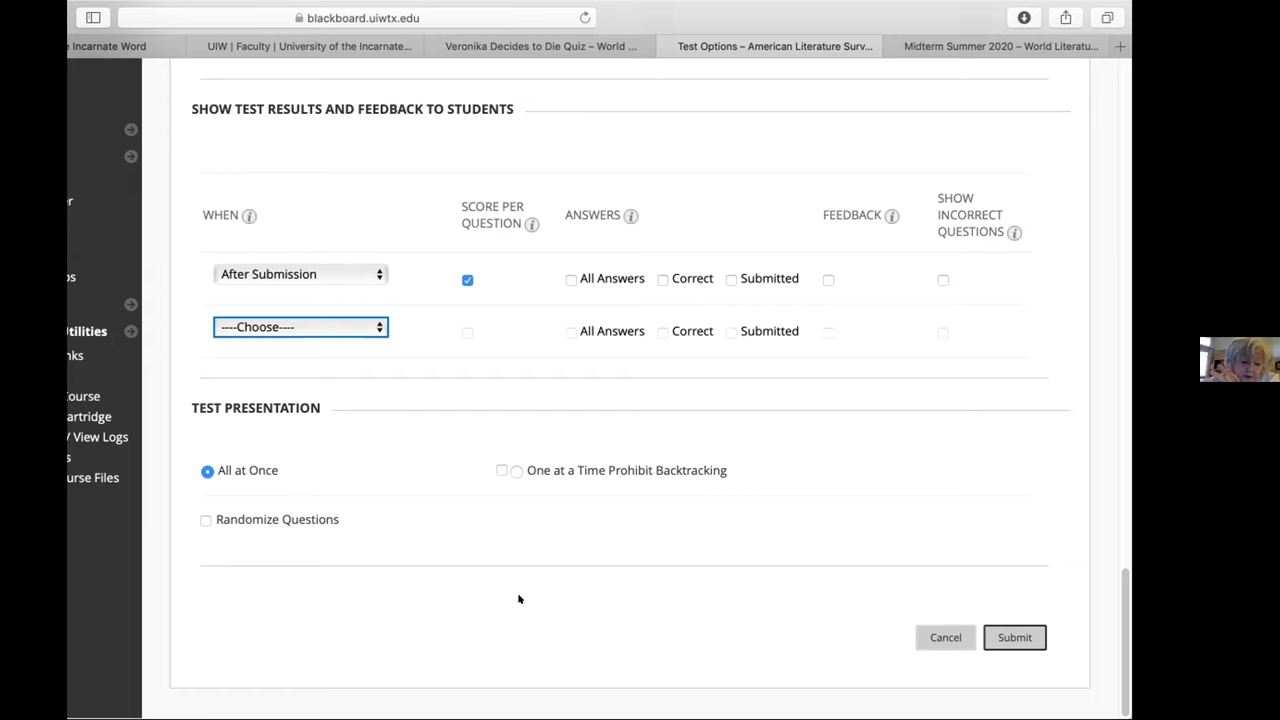 blackboard.uiwtx.edu
e Incarnate Word
UIW | Faculty | University of the Incarnate...
Veronika Decides to Die Quiz – World ...
Test Options – American Literature Surv...
Midterm Summer 2020 – World Literatu...
SHOW TEST RESULTS AND FEEDBACK TO STUDENTS
WHEN
SCORE PER
QUESTION
ANSWERS
FEEDBACK
SHOW
INCORRECT
QUESTIONS
After Submission
All Answers
Correct
Submitted
----Choose----
All Answers
Correct
Submitted
TEST PRESENTATION
All at Once
One at a Time Prohibit Backtracking
Randomize Questions
Cancel
Submit
r
ps
tilities
nks
ourse
artridge
/ View Logs
s
urse Files